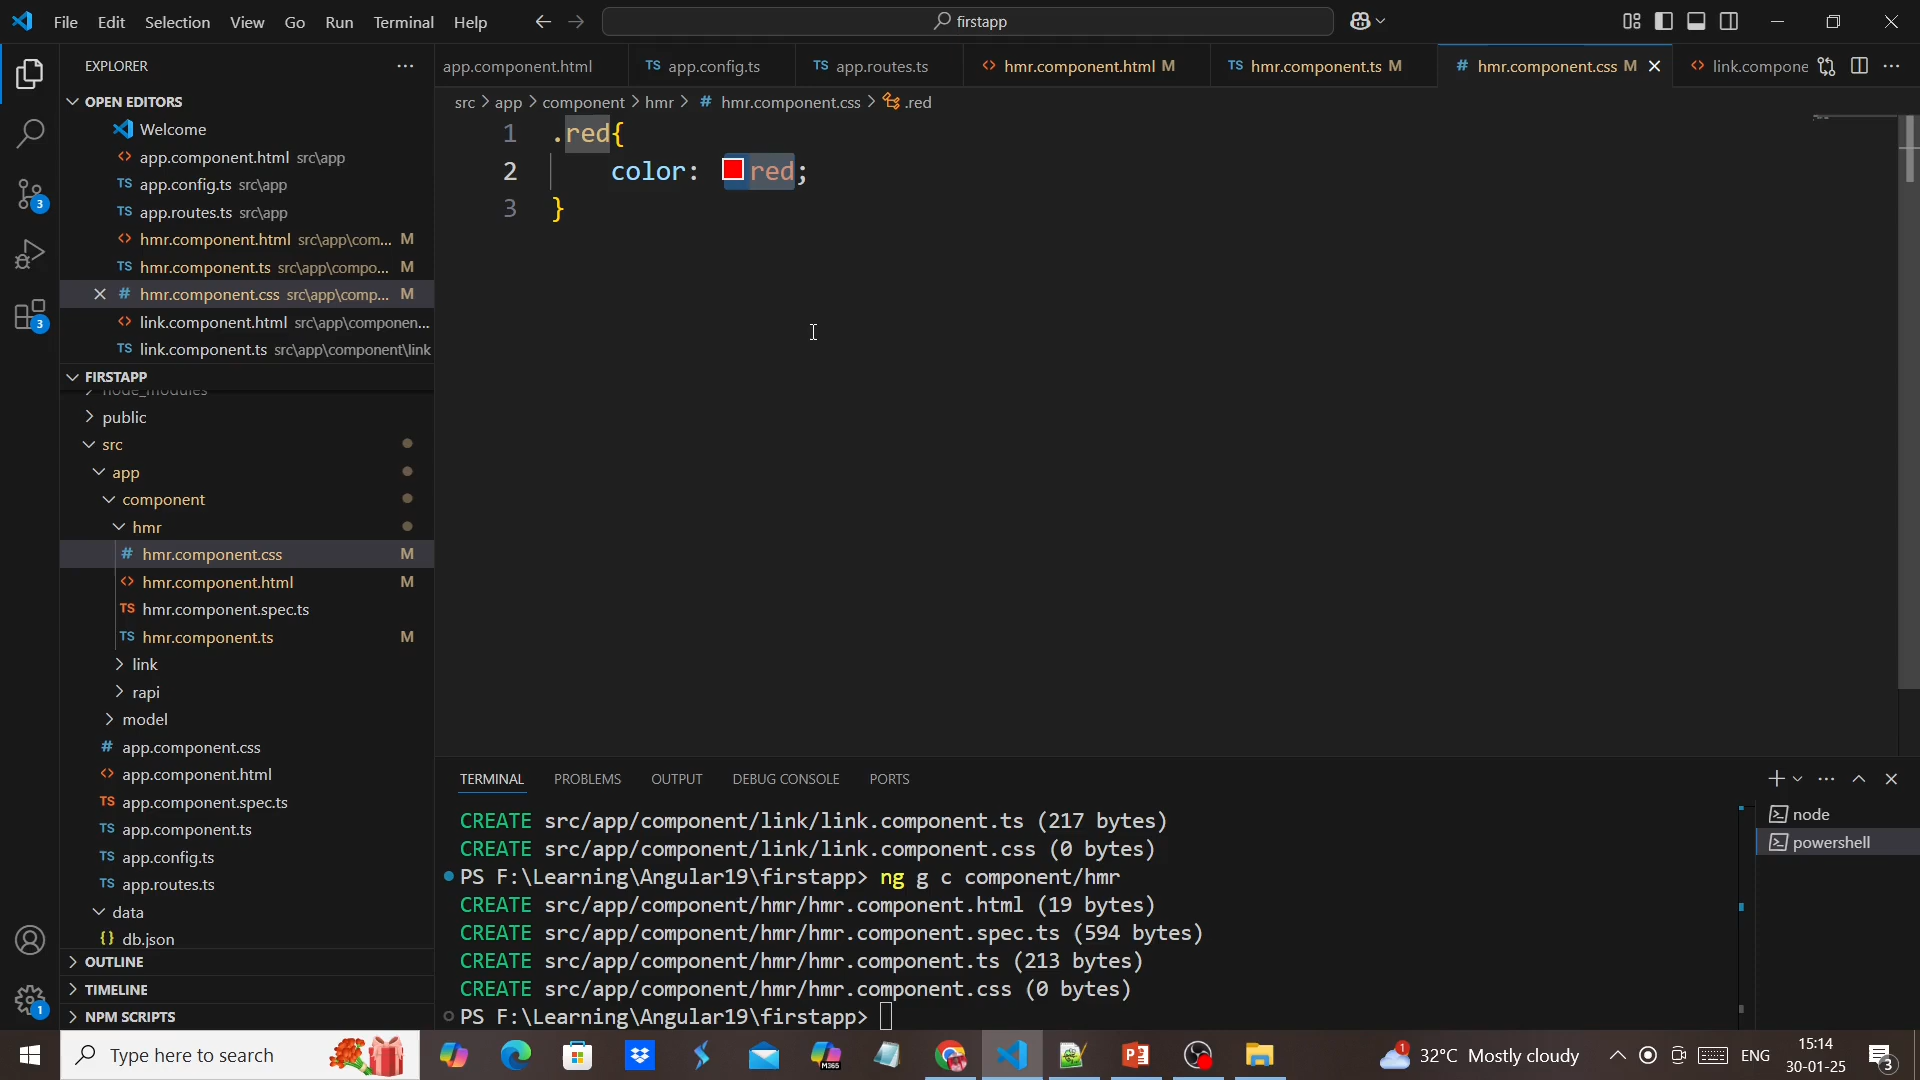 File Edit Selection View Go Run Terminal Help
firstapp
EXPLORER
OPEN EDITORS
Welcome
app.component.html src\app
app.config.ts src\app
app.routes.ts src\app
hmr.component.html src\app\com... M
hmr.component.ts src\app\compo... M
hmr.component.css src\app\comp... M
link.component.html src\app\componen...
link.component.ts src\app\component\link
FIRSTAPP
node_modules
public
src
app
component
hmr
hmr.component.css M
hmr.component.html M
hmr.component.spec.ts
hmr.component.ts M
link
rapi
model
app.component.css
app.component.html
app.component.spec.ts
app.component.ts
app.config.ts
app.routes.ts
data
db.json
OUTLINE
TIMELINE
NPM SCRIPTS
3
3
1
app.component.html TS app.config.ts TS app.routes.ts hmr.component.html M TS hmr.component.ts M # hmr.component.css M link.compone
src > app > component > hmr > # hmr.component.css > .red
1 .red{
2 color: red;
3 }
TERMINAL PROBLEMS OUTPUT DEBUG CONSOLE PORTS
CREATE src/app/component/link/link.component.ts (217 bytes)
CREATE src/app/component/link/link.component.css (0 bytes)
PS F:\Learning\Angular19\firstapp> ng g c component/hmr
CREATE src/app/component/hmr/hmr.component.html (19 bytes)
CREATE src/app/component/hmr/hmr.component.spec.ts (594 bytes)
CREATE src/app/component/hmr/hmr.component.ts (213 bytes)
CREATE src/app/component/hmr/hmr.component.css (0 bytes)
PS F:\Learning\Angular19\firstapp>
node
powershell
Type here to search
M365
1
32°C Mostly cloudy
ENG
15:14
30-01-25
3